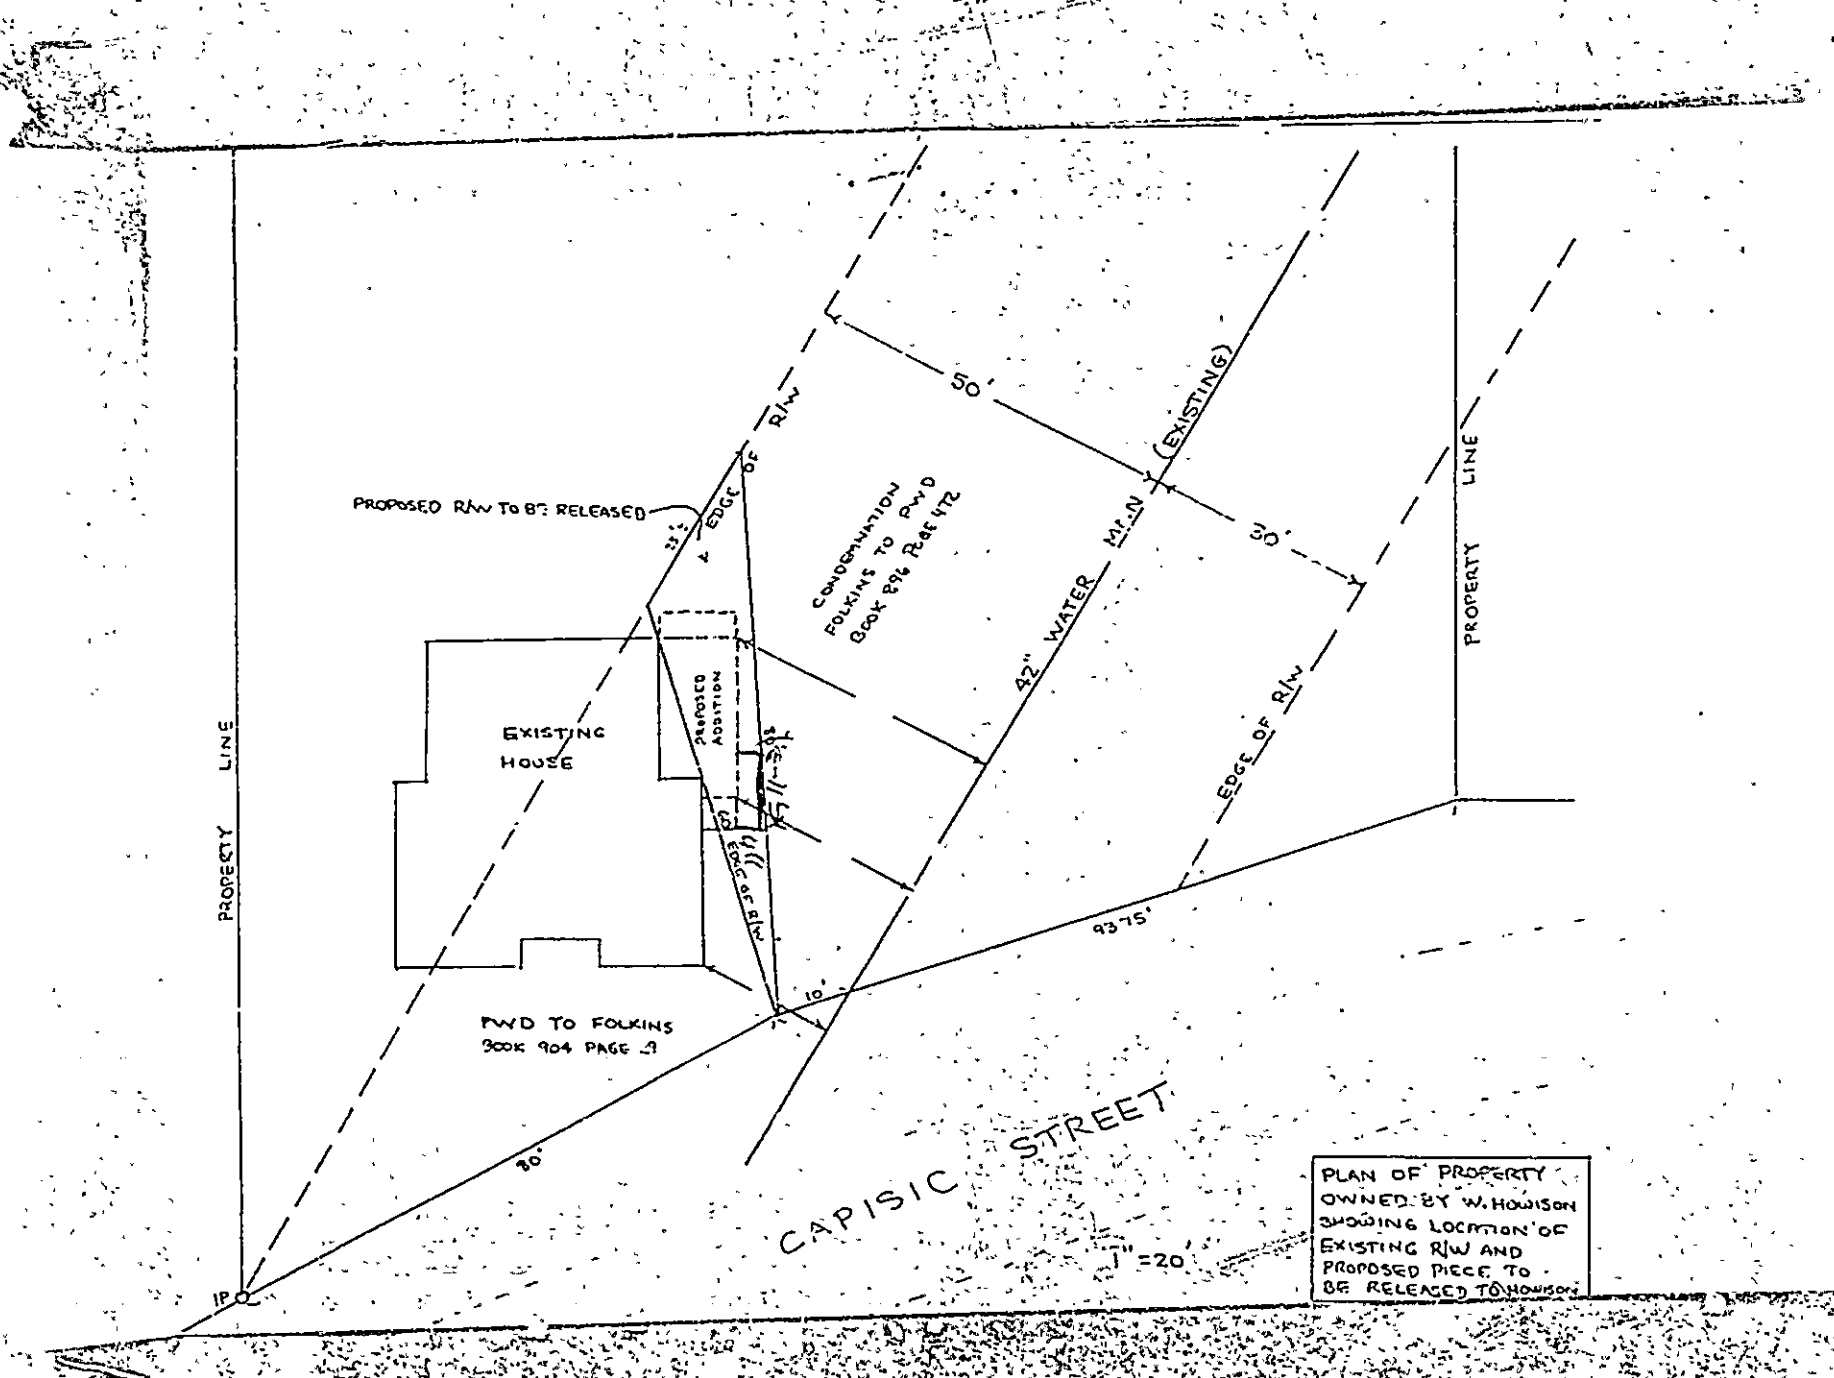 50'
(EXISTING)
R/W
OF
EDGE
PROPOSED R/W TO BE RELEASED
CONDEMNATION
FOLKINS TO PWD
BOOK 896 PAGE 472
30'
PROPERTY LINE
42" WATER
EDGE OF R/W
PROPOSED
ADDITION
EXISTING
HOUSE
PROPERTY LINE
EDGE OF R/W
93.75'
10'
PWD TO FOLKINS
BOOK 904 PAGE
80'
CAPISIC STREET
1"=20'
IP
PLAN OF PROPERTY
OWNED BY W. HOWISON
SHOWING LOCATION OF
EXISTING R/W AND
PROPOSED PIECE TO
BE RELEASED TO HOWISON